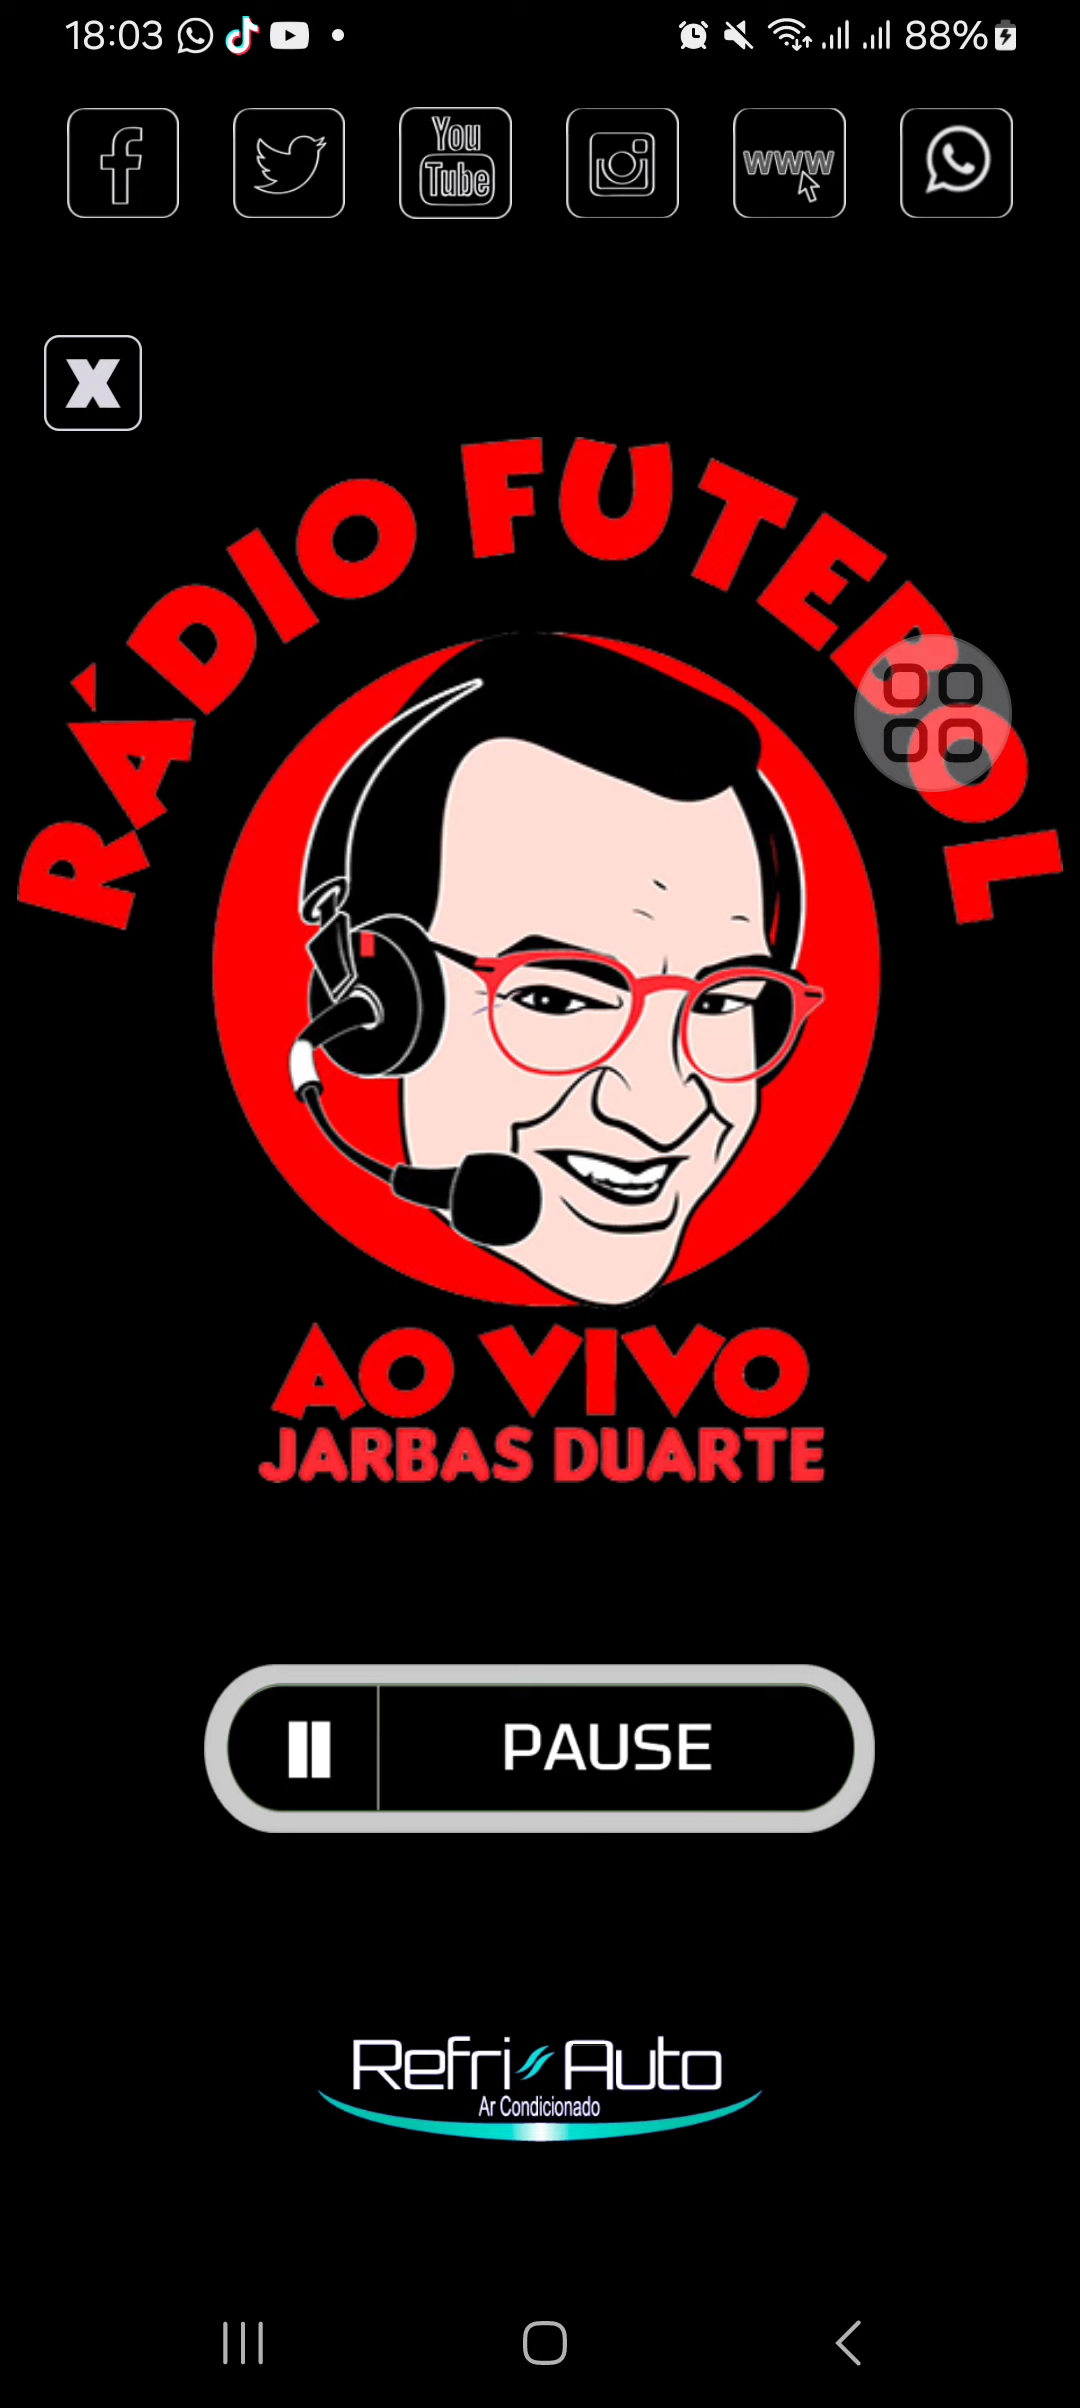 18:03
88%
You
Tube
www
X
RÁDIO FUTEBOL
AO VIVO
JARBAS DUARTE
PAUSE
Refri Auto
Ar Condicionado